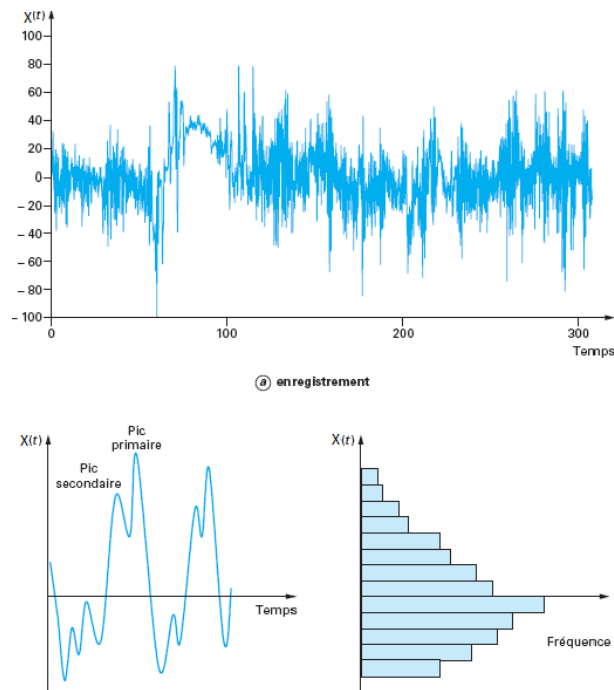 X(t)
100
80
60
40
20
0
– 20
– 40
– 60
– 80
– 100
0
100
200
300
Temps
a enregistrement
X(t)
Pic
primaire
Pic
secondaire
Temps
X(t)
Fréquence